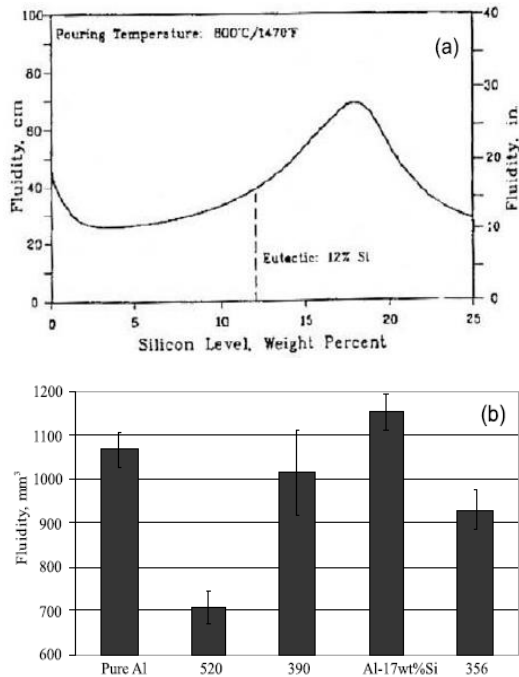 100
Pouring Temperature: 800°C/1470°F
(a)
40
80
30
60
20
40
10
20
0
0
Fluidity, cm
Fluidity, in.
Eutectic: 12% Si
0 5 10 15 20 25
Silicon Level, Weight Percent
1200
(b)
1100
1000
900
800
700
600
Fluidity, mm³
Pure Al 520 390 Al-17wt%Si 356